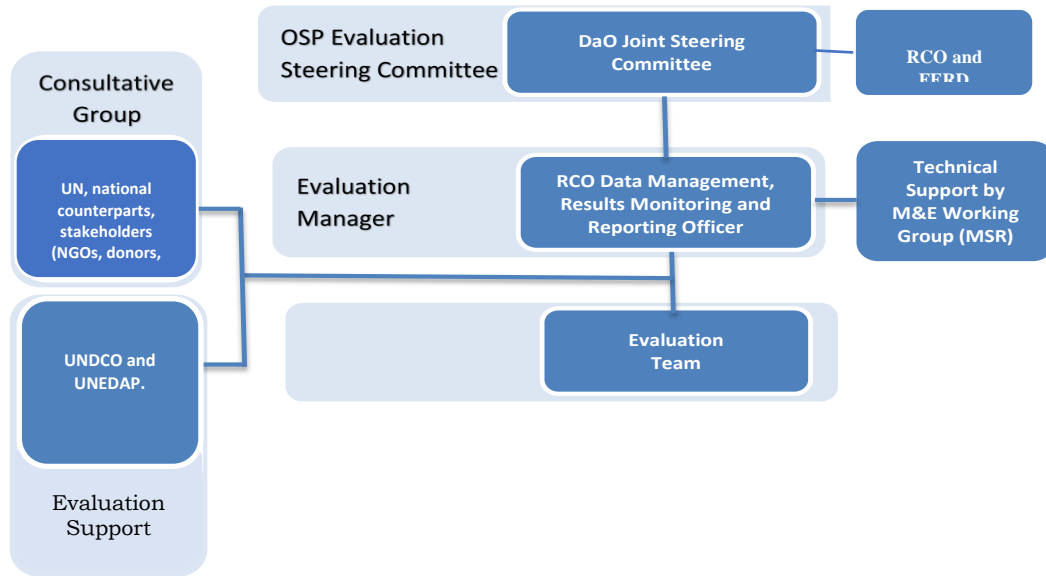 OSP Evaluation
Steering Committee
DaO Joint Steering
Committee
RCO and
Consultative
Group
UN, national
counterparts,
stakeholders
(NGOs, donors,
Evaluation
Manager
RCO Data Management,
Results Monitoring and
Reporting Officer
Technical
Support by
M&E Working
Group (MSR)
UNDCO and
UNEDAP.
Evaluation
Team
Evaluation
Support